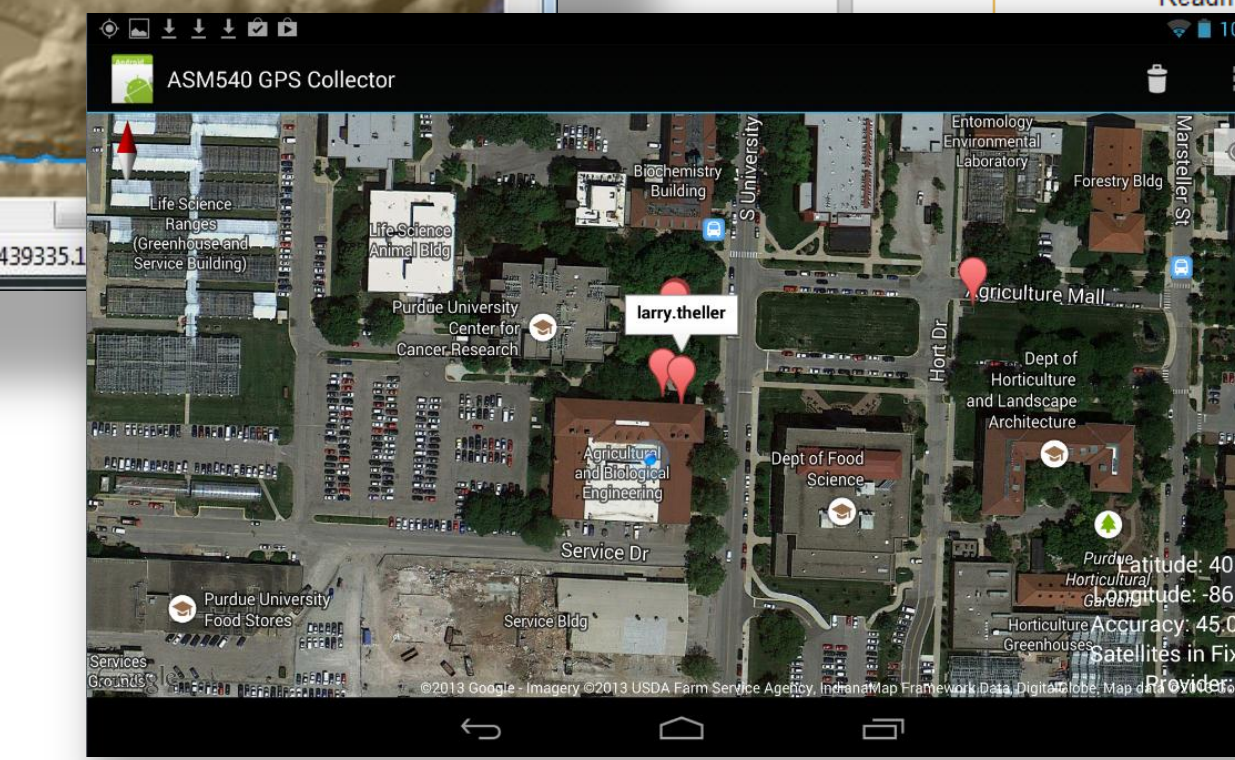 439335.1
10
Android
ASM540 GPS Collector
Entomology
Environmental
Laboratory
Biochemistry
Building
S University
Forestry Bldg
Marsteller St
Life Science
Ranges
(Greenhouse and
Service Building)
Life Science
Animal Bldg
Purdue University
Center for
Cancer Research
larry.theller
Agriculture Mall
Hort Dr
Dept of
Horticulture
and Landscape
Architecture
Agricultural
and Biological
Engineering
Dept of Food
Science
Service Dr
Purdue
Horticultural
Gardens
Latitude: 40
Longitude: -86
Accuracy: 45.0
Satellites in Fix
Provider:
Purdue University
Food Stores
Service Bldg
Horticulture
Greenhouses
Services
Grounds
Google
©2013 Google - Imagery ©2013 USDA Farm Service Agency, IndianaMap Framework Data, DigitalGlobe, Map data ©2013